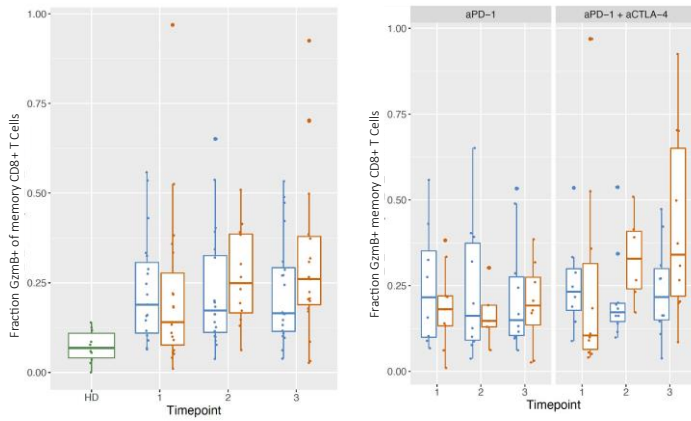 Fraction GzmB+ of memory CD8+ T Cells
1.00
0.75
0.50
0.25
0.00
HD 1 2 3
Timepoint
aPD-1 aPD-1 + aCTLA-4
Fraction GzmB+ memory CD8+ T Cells
1.00
0.75
0.50
0.25
0.00
1 2 3 1 2 3
Timepoint